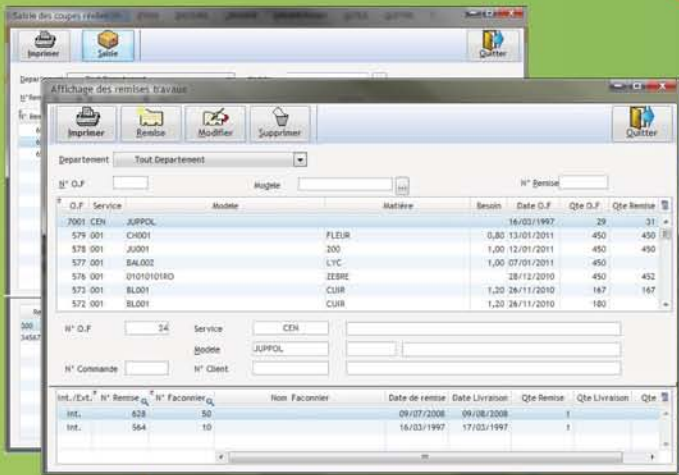 Saisie des coupes réelles
Imprimer Saisie Quitter
Affichage des remises travaux
Imprimer Remise Modifier Supprimer Quitter
Departement Tout Departement
N° O.F Modele N° Remise
O.F Service Modele Matière Besoin Date O.F Qte O.F Qte Remise
7001 CEN JUPPOL 16/03/1997 29 31
579 001 CH001 FLEUR 0,80 13/01/2011 450 450
578 001 JU001 200 1,00 12/01/2011 450 450
577 001 BAL002 LYC 1,00 07/01/2011 450
576 001 01010101RO ZEBRE 28/12/2010 450 452
573 001 BL001 CUIR 1,20 26/11/2010 167 167
572 001 BL001 CUIR 1,20 26/11/2010 180
N° O.F 24 Service CEN
Modele JUPPOL
N° Commande N° Client
Int./Ext. N° Remise N° Faconnier Nom Faconnier Date de remise Date Livraison Qte Remise Qte Livraison Qte
Int. 628 50 09/07/2008 09/08/2008 1
Int. 564 10 16/03/1997 17/03/1997 1